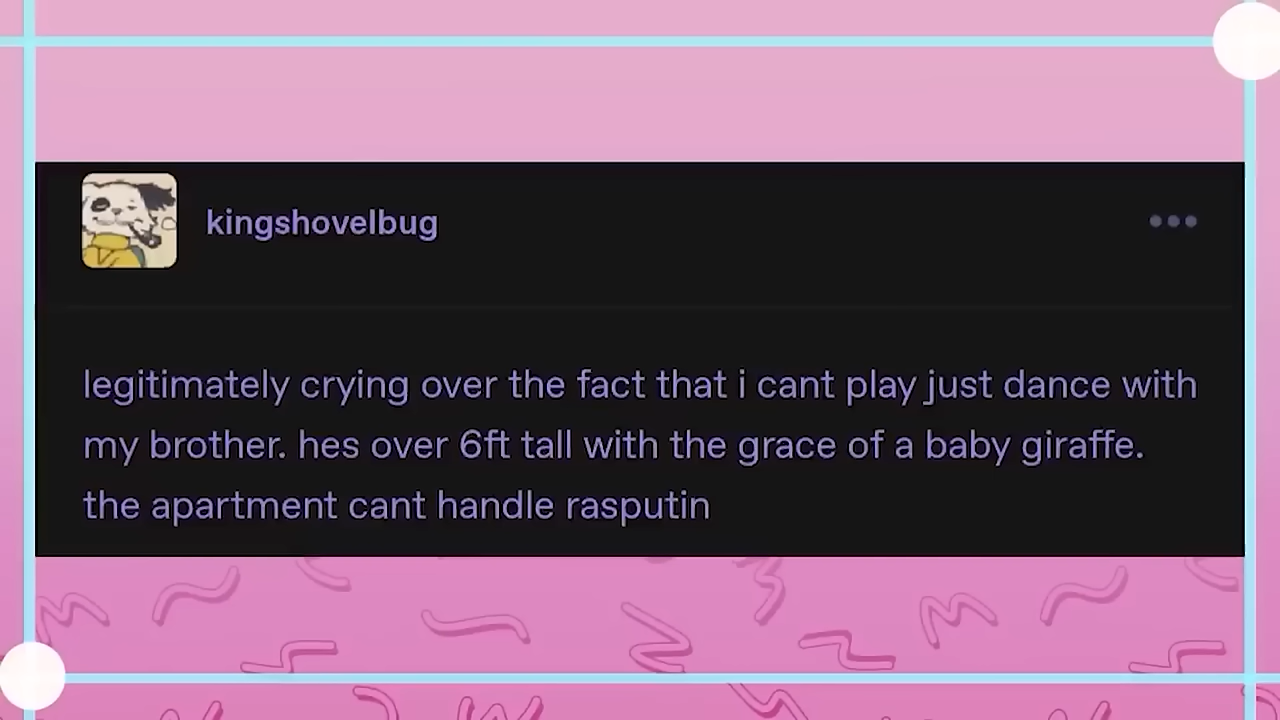 kingshovelbug
legitimately crying over the fact that i cant play just dance with
my brother. hes over 6ft tall with the grace of a baby giraffe.
the apartment cant handle rasputin